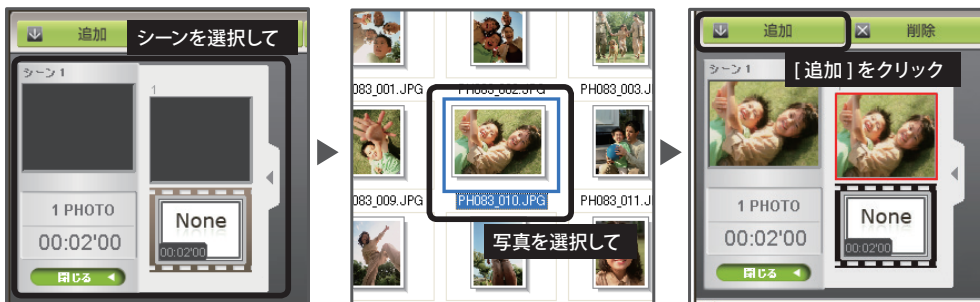 追加
シーンを選択して
シーン1
1
1 PHOTO
None
00:02'00
00:02'00
閉じる
083_001.JPG
PH083_002.JPG
PH083_003.J
083_009.JPG
PH083_010.JPG
PH083_011.J
写真を選択して
追加
削除
[追加]をクリック
シーン1
1
1 PHOTO
None
00:02'00
00:02'00
閉じる